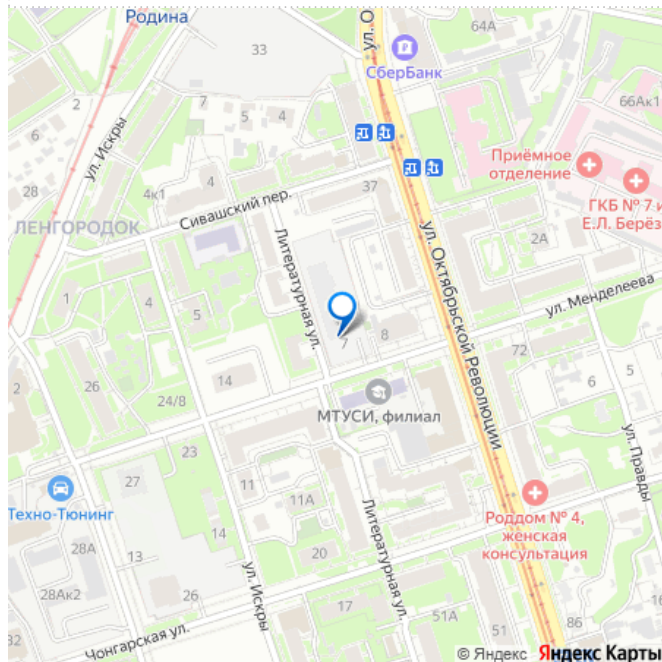 Родина
33
ул. О
64А
СберБанк
66Ак1
2
7
5
4
6
ул. Искры
28
4к1
4
37
Приёмное
отделение
ГКБ № 7 и
Е.Л. Берёз
Сивашский пер.
ЛЕНГОРОДОК
2А
Литературная ул.
ул. Октябрьской Революции
ул. Менделеева
1
4
5
7
8
72
2
26
14
6
5
24/8
МТУСИ, филиал
ул. Правды
23
27
11
11А
Техно-Тюнинг
Роддом № 4,
женская
консультация
28А
13
14
20
Литературная ул.
28Ак2
26
ул. Искры
17
51А
32
Чонгарская ул.
51
86
© Яндекс Яндекс Карты